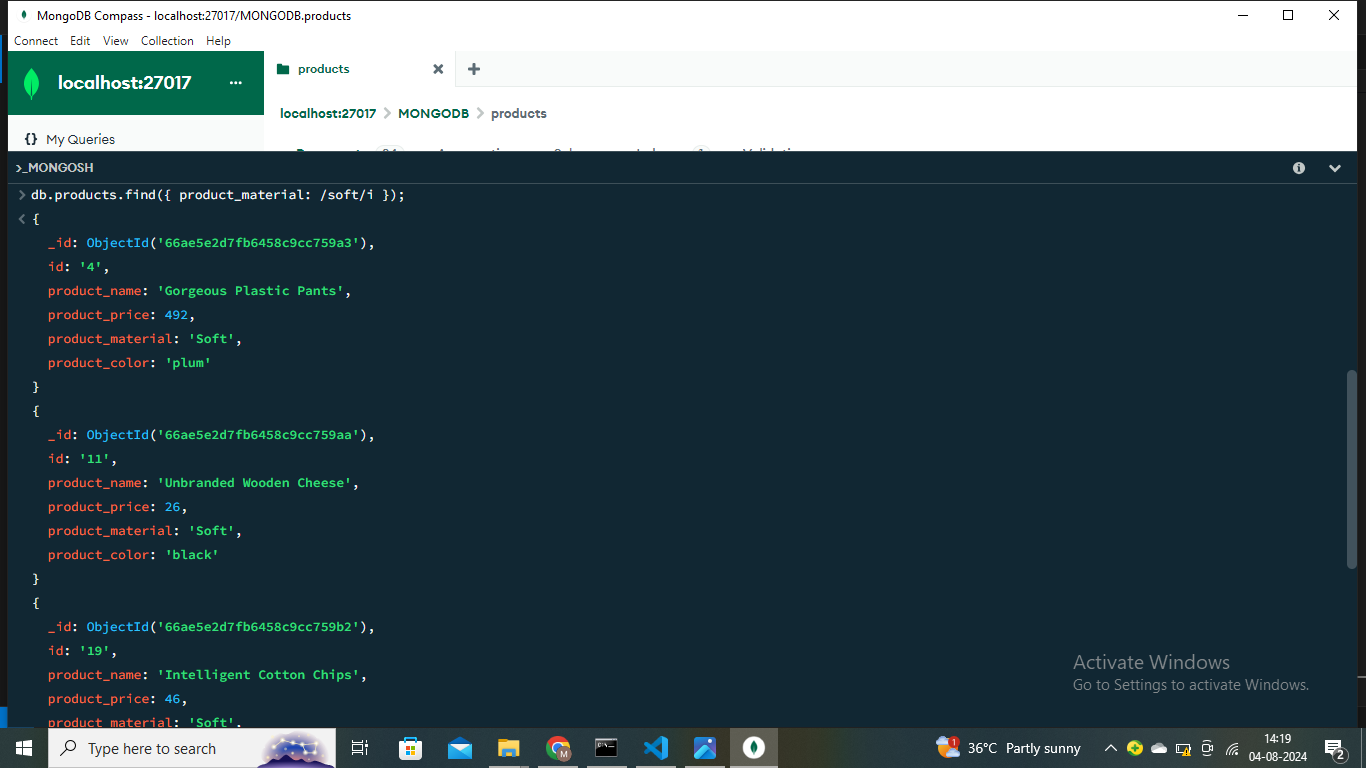 MongoDB Compass - localhost:27017/MONGODB.products
Connect Edit View Collection Help
localhost:27017 ...
products
localhost:27017 > MONGODB > products
{} My Queries
>_MONGOSH
> db.products.find({ product_material: /soft/i });
< {
_id: ObjectId('66ae5e2d7fb6458c9cc759a3'),
id: '4',
product_name: 'Gorgeous Plastic Pants',
product_price: 492,
product_material: 'Soft',
product_color: 'plum'
}
{
_id: ObjectId('66ae5e2d7fb6458c9cc759aa'),
id: '11',
product_name: 'Unbranded Wooden Cheese',
product_price: 26,
product_material: 'Soft',
product_color: 'black'
}
{
_id: ObjectId('66ae5e2d7fb6458c9cc759b2'),
id: '19',
product_name: 'Intelligent Cotton Chips',
product_price: 46,
product_material: 'Soft',
Activate Windows
Go to Settings to activate Windows.
Type here to search
36°C Partly sunny
14:19
04-08-2024
1
2
M